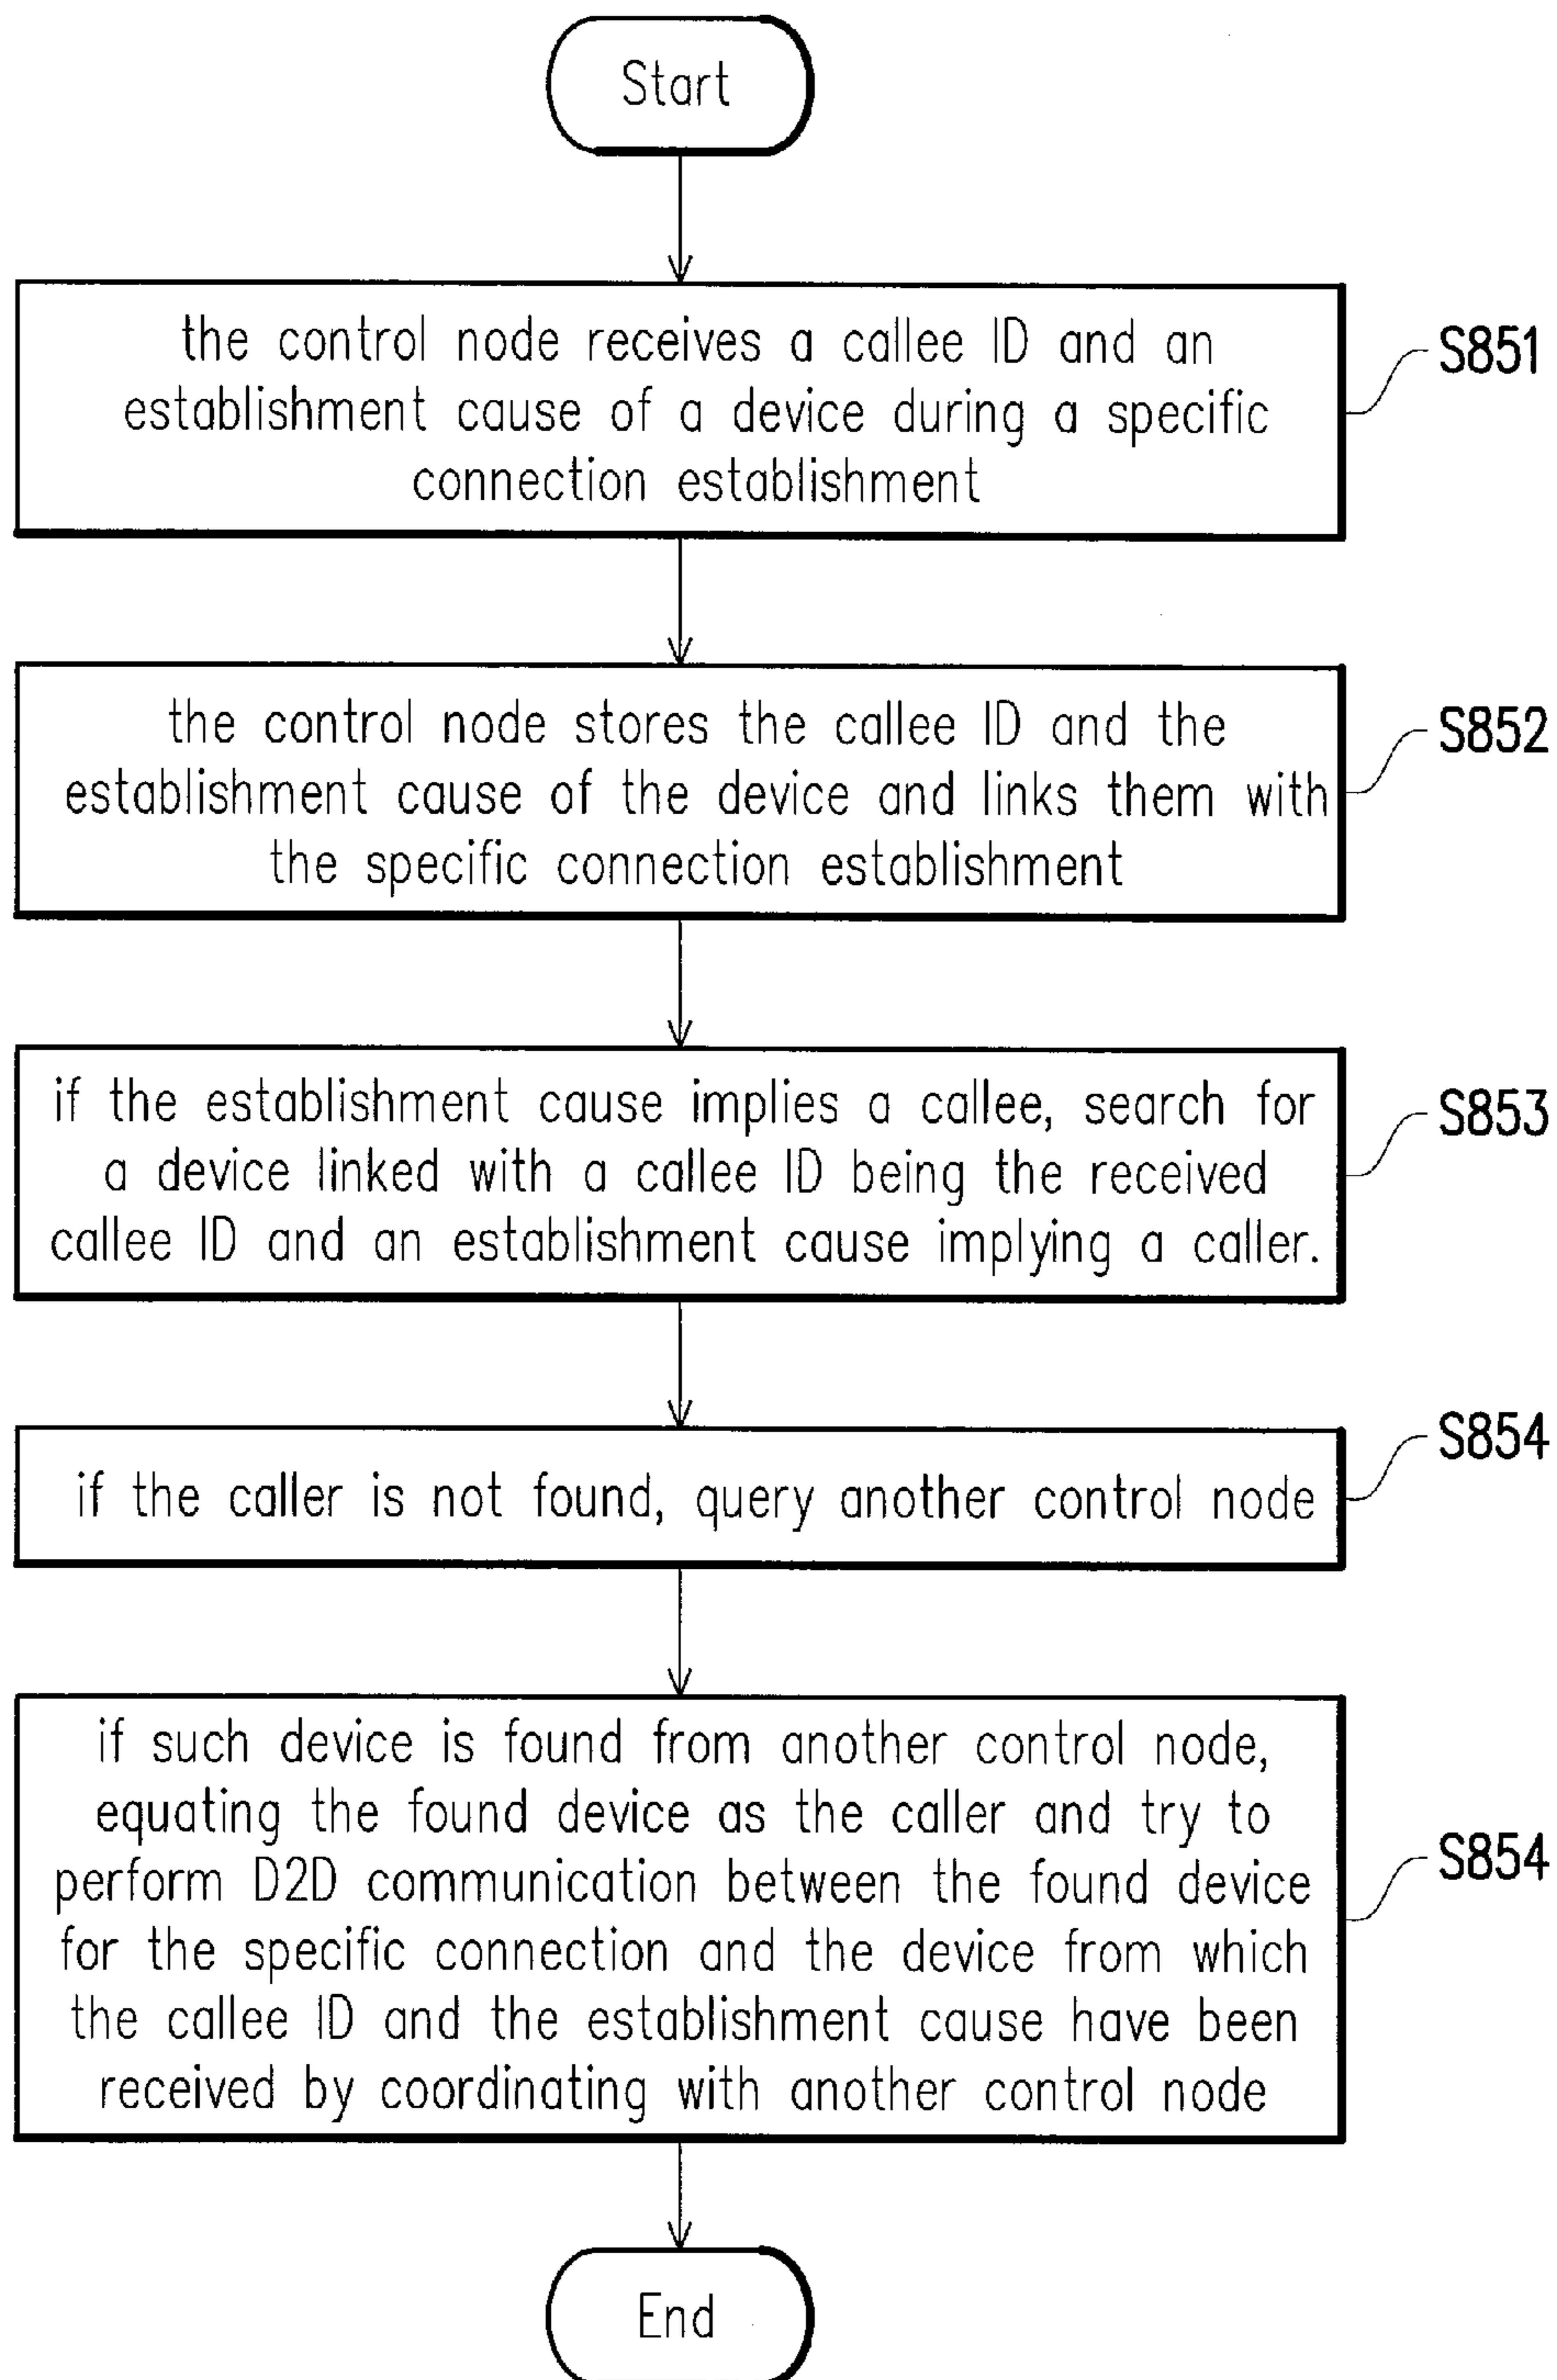 Start
the control node receives a callee ID and an
establishment cause of a device during a specific
connection establishment
S851
the control node stores the callee ID and the
establishment cause of the device and links them with
the specific connection establishment
S852
if the establishment cause implies a callee, search for
a device linked with a callee ID being the received
callee ID and an establishment cause implying a caller.
S853
if the caller is not found, query another control node
S854
if such device is found from another control node,
equating the found device as the caller and try to
perform D2D communication between the found device
for the specific connection and the device from which
the callee ID and the establishment cause have been
received by coordinating with another control node
S854
End